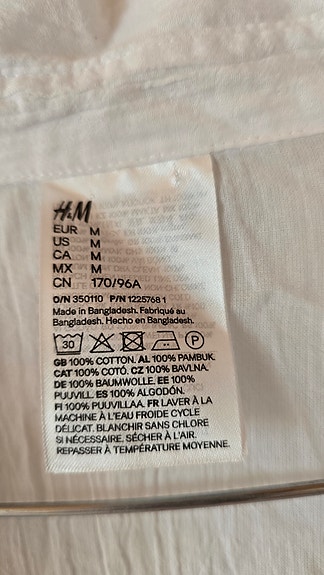 H&M
EUR M
US M
CA M
MX M
CN 170/96A
O/N 350110 P/N 1225768 1
Made in Bangladesh. Fabriqué au
Bangladesh. Hecho en Bangladesh.
30 P
GB 100% COTTON. AL 100% PAMBUK.
CAT 100% COTÓ. CZ 100% BAVLNA.
DE 100% BAUMWOLLE. EE 100%
PUUVILL. ES 100% ALGODÓN.
FI 100% PUUVILLAA. FR LAVER À LA
MACHINE À L'EAU FROIDE CYCLE
DÉLICAT. BLANCHIR SANS CHLORE
SI NÉCESSAIRE. SÉCHER À L'AIR.
REPASSER À TEMPÉRATURE MOYENNE.